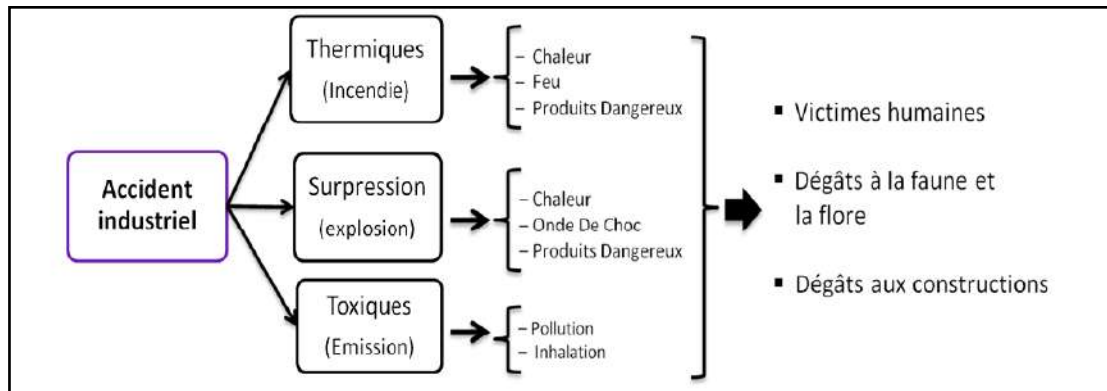 Accident
industriel
Thermiques
(Incendie)
– Chaleur
– Feu
– Produits Dangereux
Surpression
(explosion)
– Chaleur
– Onde De Choc
– Produits Dangereux
Toxiques
(Emission)
– Pollution
– Inhalation
▪ Victimes humaines
▪ Dégâts à la faune et
la flore
▪ Dégâts aux constructions